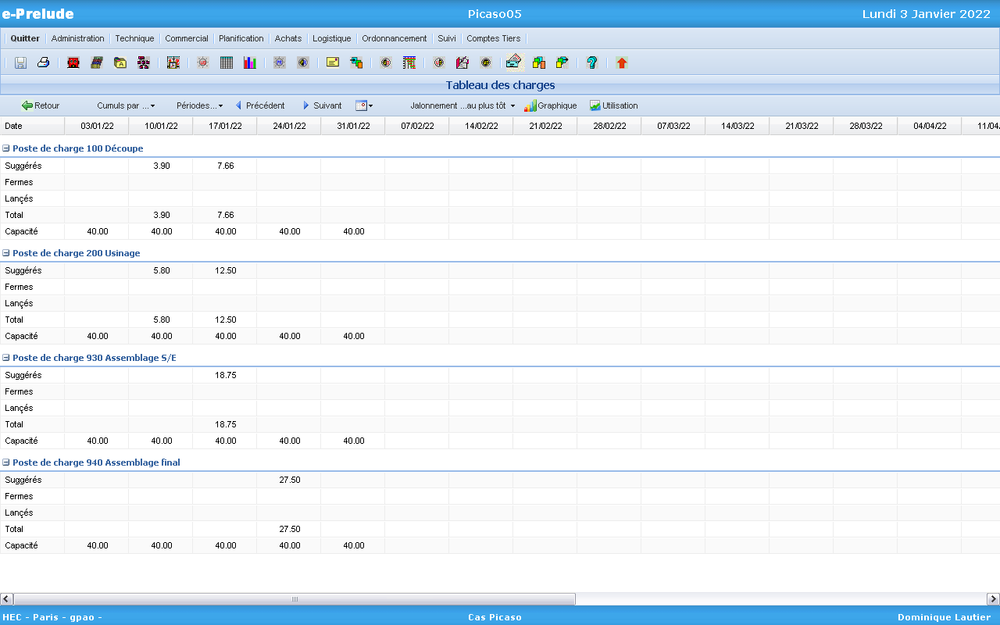 e-Prelude Picaso05 Lundi 3 Janvier 2022
Quitter Administration Technique Commercial Planification Achats Logistique Ordonnancement Suivi Comptes Tiers
Tableau des charges
Retour Cumuls par ... Périodes... Précédent Suivant Jalonnement ...au plus tôt Graphique Utilisation
Date 03/01/22 10/01/22 17/01/22 24/01/22 31/01/22 07/02/22 14/02/22 21/02/22 28/02/22 07/03/22 14/03/22 21/03/22 28/03/22 04/04/22 11/04
Poste de charge 100 Découpe
Suggérés 3.90 7.66
Fermes
Lançés
Total 3.90 7.66
Capacité 40.00 40.00 40.00 40.00 40.00
Poste de charge 200 Usinage
Suggérés 5.80 12.50
Fermes
Lançés
Total 5.80 12.50
Capacité 40.00 40.00 40.00 40.00 40.00
Poste de charge 930 Assemblage S/E
Suggérés 18.75
Fermes
Lançés
Total 18.75
Capacité 40.00 40.00 40.00 40.00 40.00
Poste de charge 940 Assemblage final
Suggérés 27.50
Fermes
Lançés
Total 27.50
Capacité 40.00 40.00 40.00 40.00 40.00
HEC - Paris - gpao - Cas Picaso Dominique Lautier